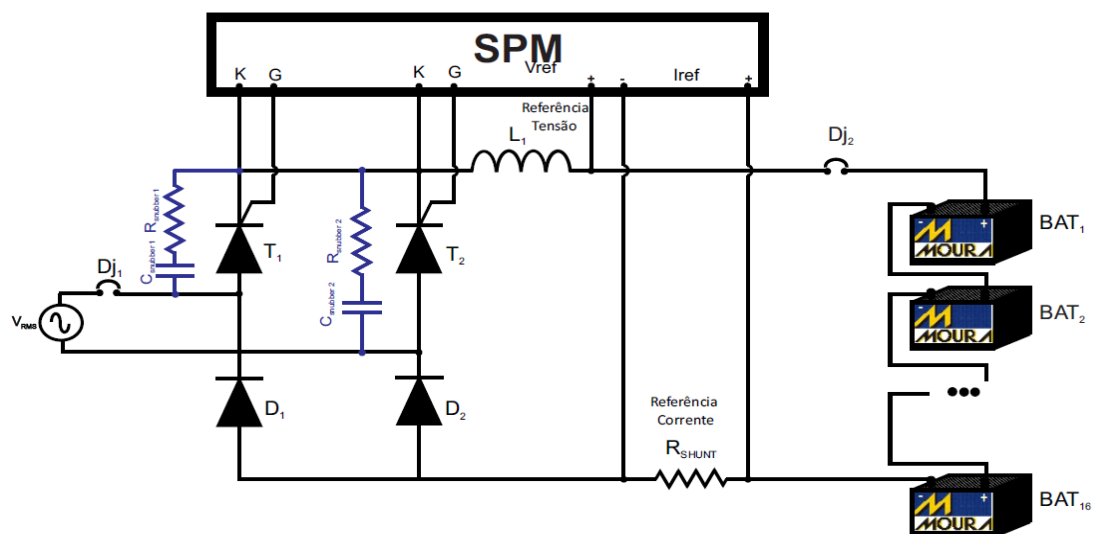 SPM
K G K G Vref + - Iref +
Referência
Tensão
L1
Dj2
Rsnubber 1
Csnubber 1
Rsnubber 2
Csnubber 2
T1
T2
Dj1
VRMS
D1
D2
Referência
Corrente
RSHUNT
- +
MOURA
BAT1
MOURA
BAT2
•••
- +
MOURA
BAT16